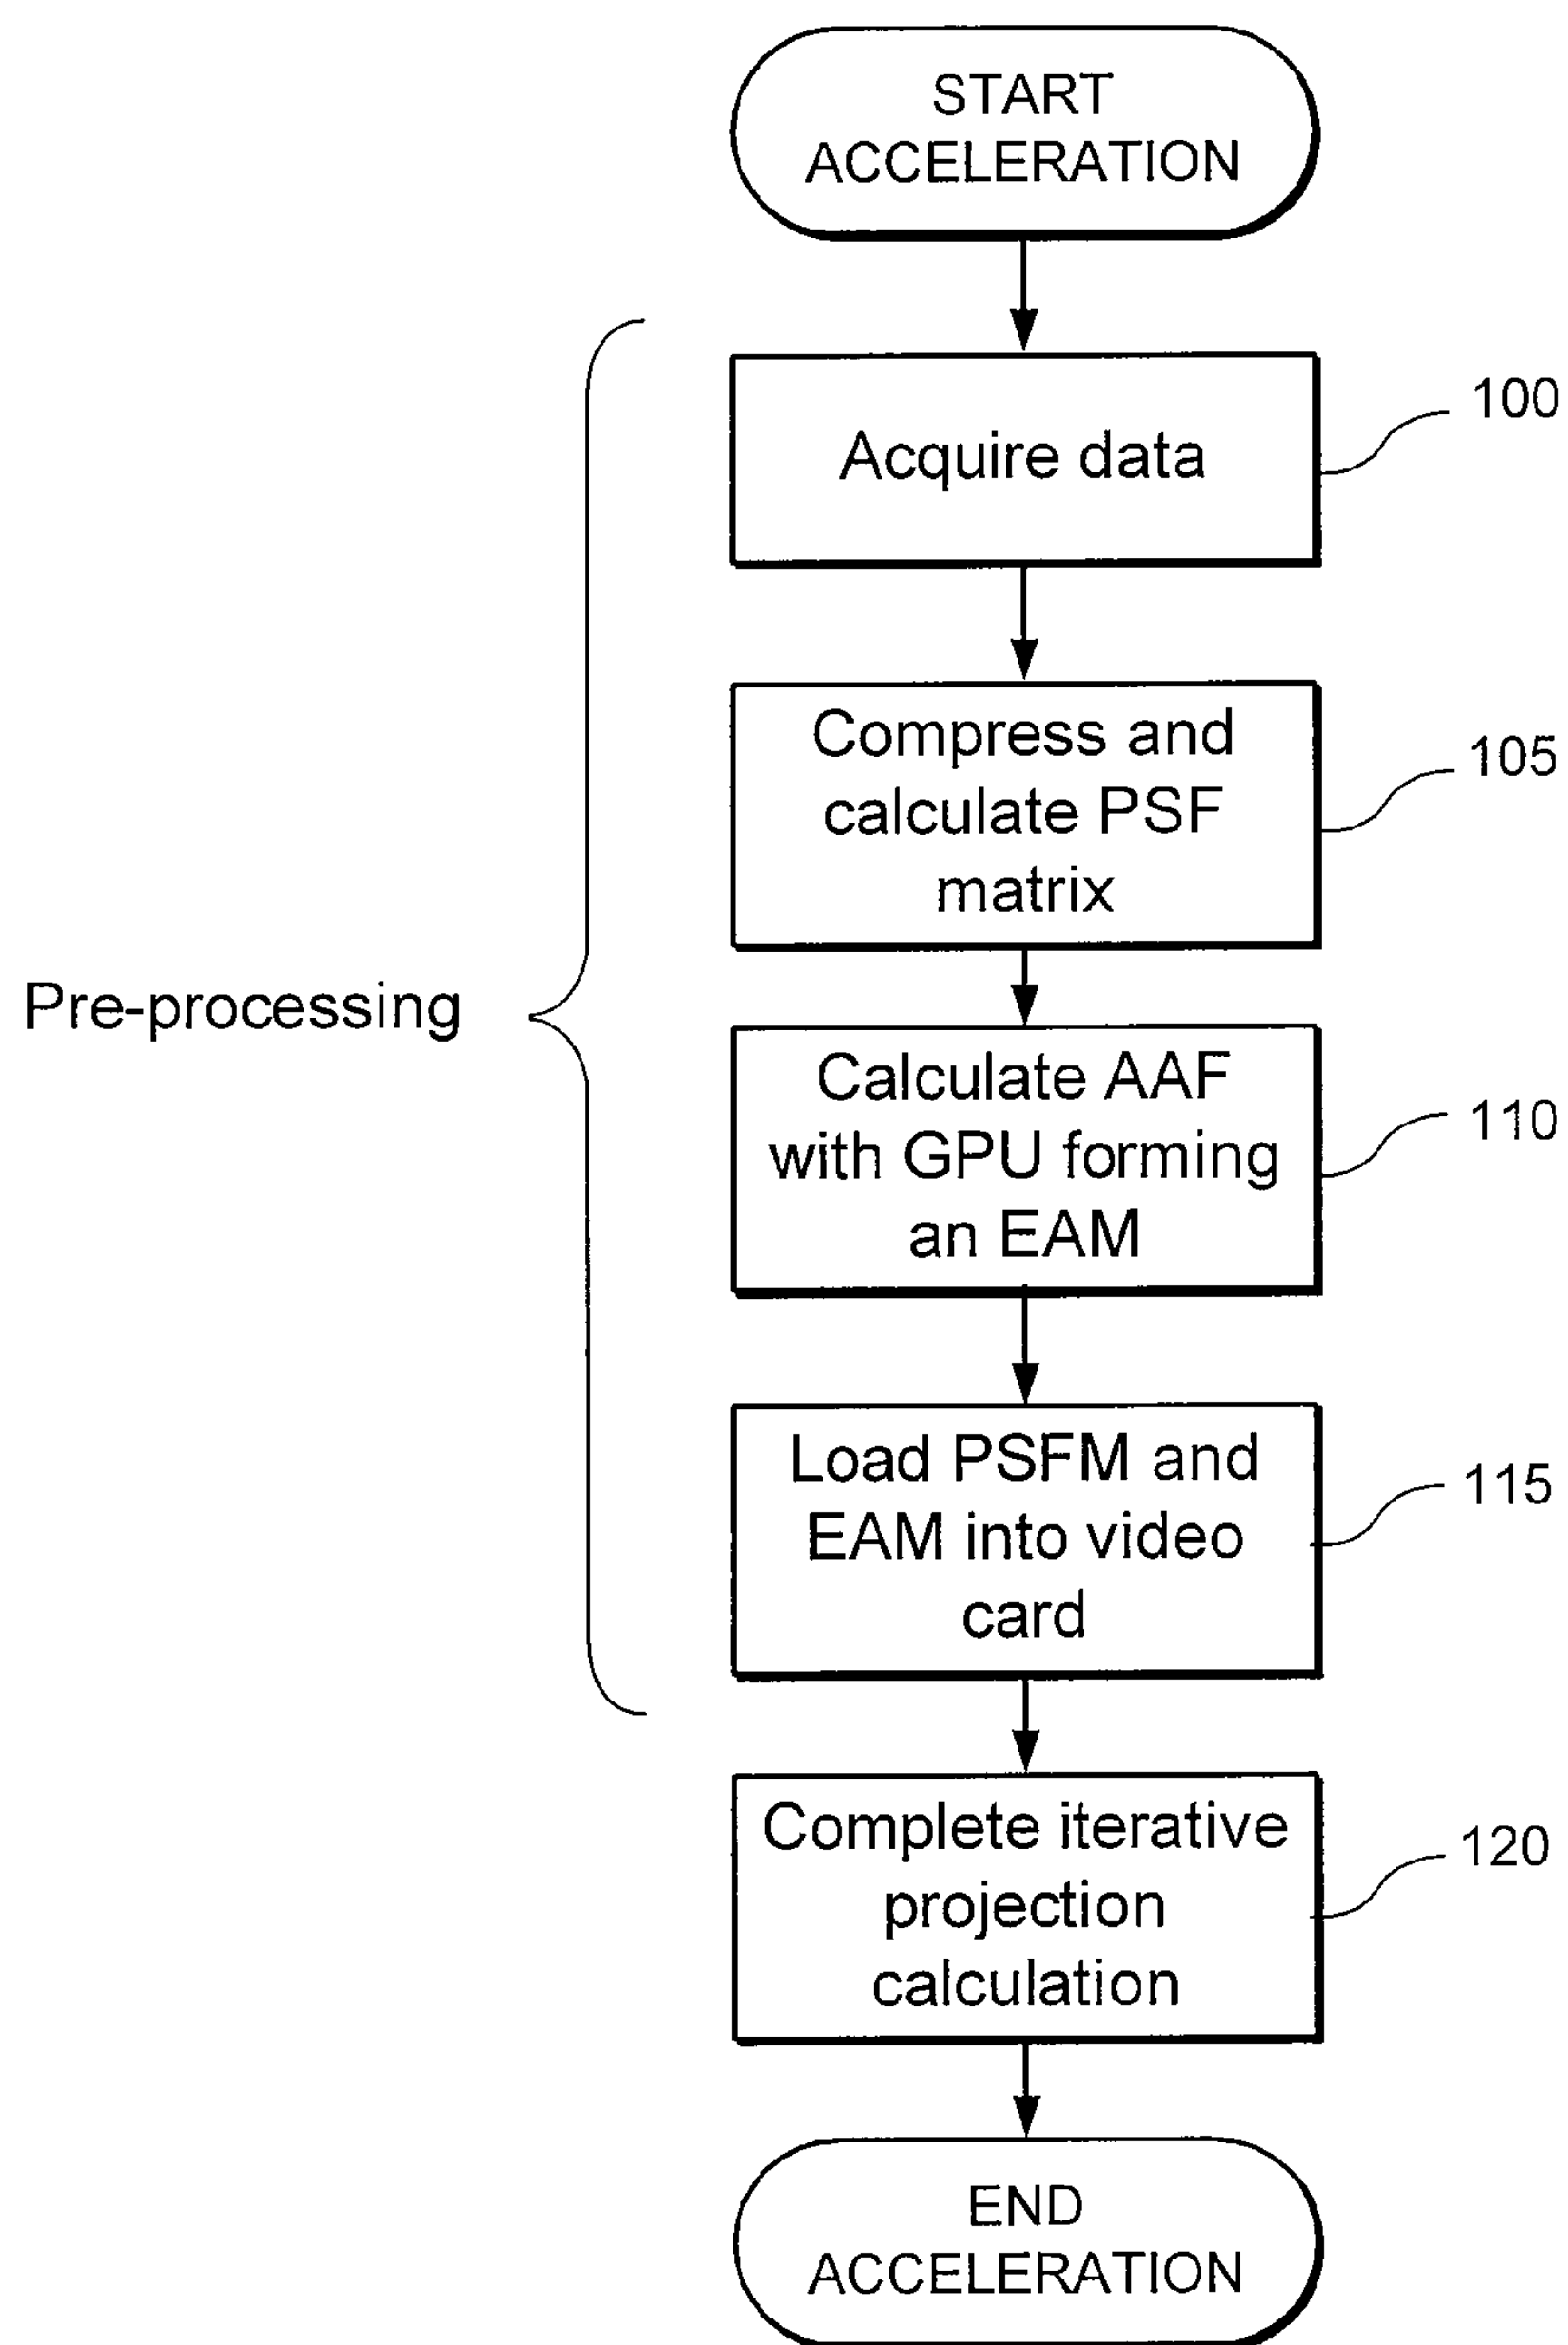 START
ACCELERATION
Acquire data
100
Compress and
calculate PSF
matrix
105
Pre-processing
Calculate AAF
with GPU forming
an EAM
110
Load PSFM and
EAM into video
card
115
Complete iterative
projection
calculation
120
END
ACCELERATION